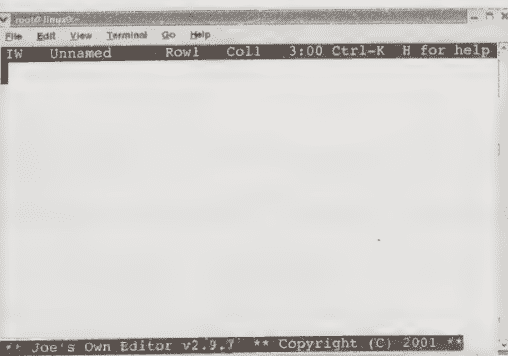 root@linux0:~
File Edit View Terminal Go Help
IW Unnamed Row1 Col1 3:00 Ctrl-K H for help
** Joe's Own Editor v2.9.7 ** Copyright (C) 2001 **